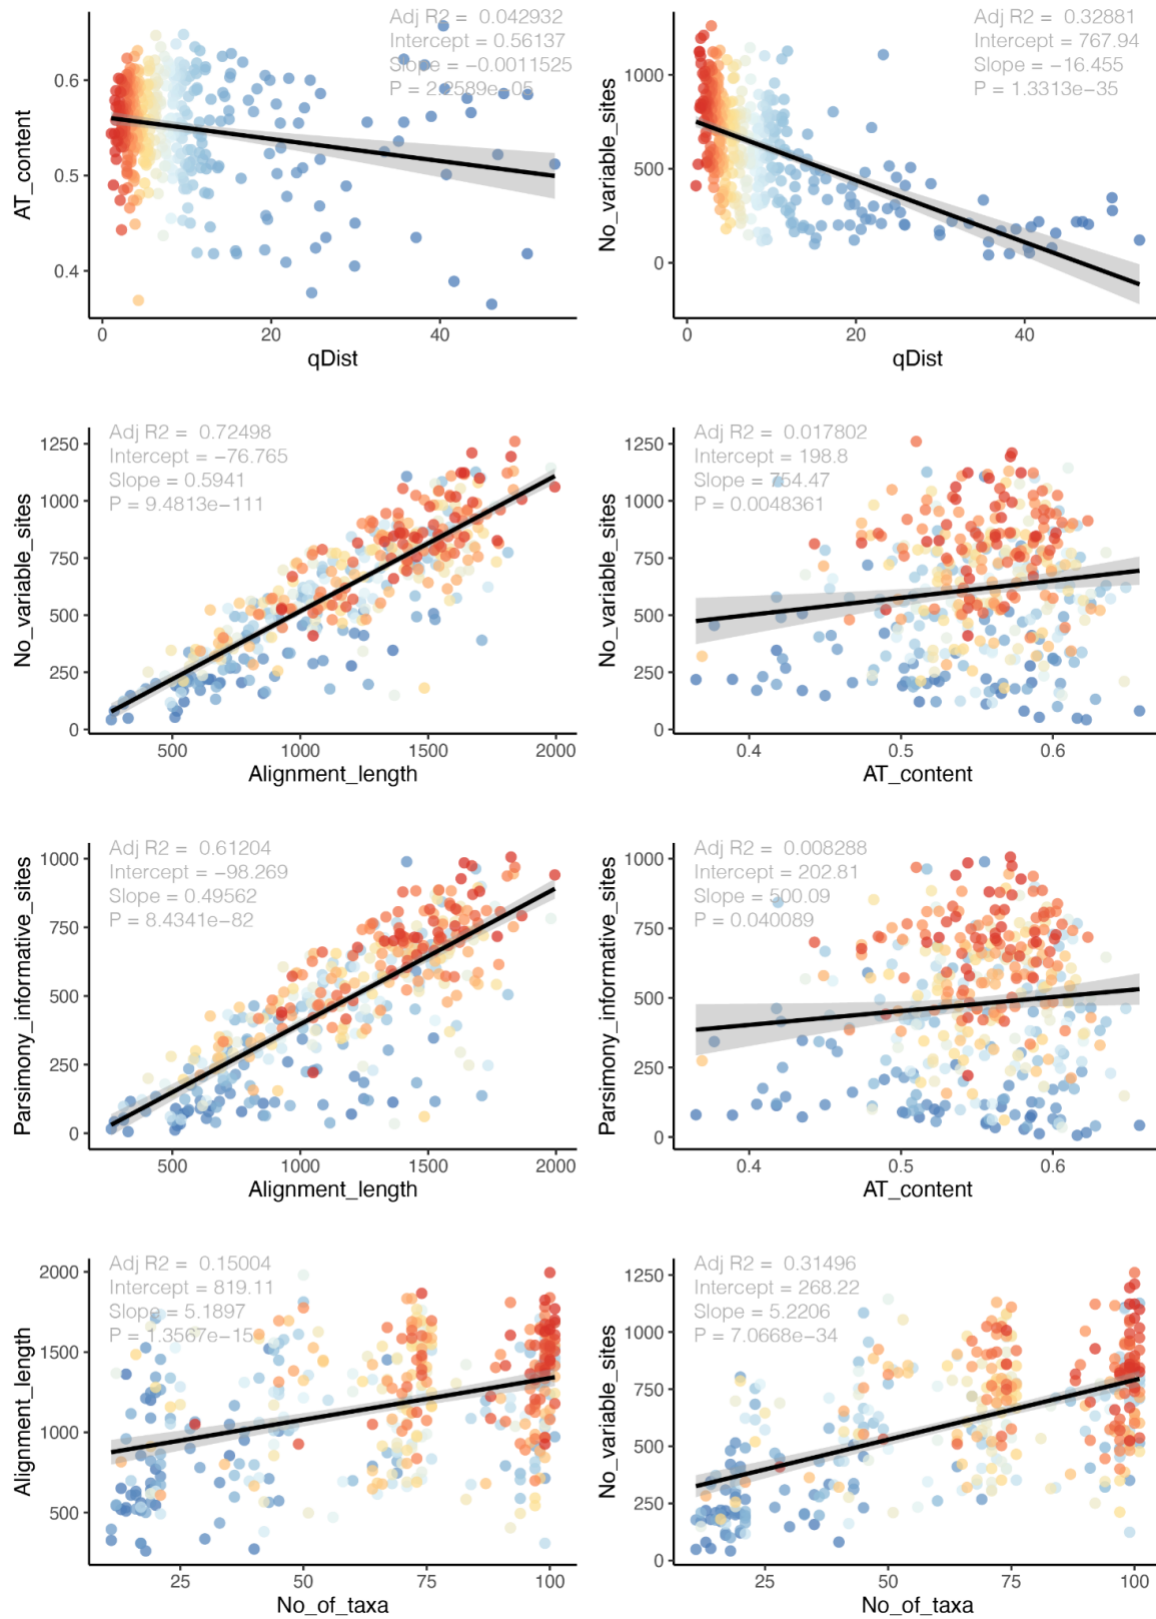 Adj R2 = 0.042932
Intercept = 0.56137
Slope = −0.0011525
P = 2.2589e−05
0.6
0.5
0.4
AT_content
0 20 40
qDist
Adj R2 = 0.32881
Intercept = 767.94
Slope = −16.455
P = 1.3313e−35
1000
500
0
No_variable_sites
0 20 40
qDist
Adj R2 = 0.72498
Intercept = −76.765
Slope = 0.5941
P = 9.4813e−111
1250
1000
750
500
250
0
No_variable_sites
500 1000 1500 2000
Alignment_length
Adj R2 = 0.017802
Intercept = 198.8
Slope = 754.47
P = 0.0048361
1250
1000
750
500
250
0
No_variable_sites
0.4 0.5 0.6
AT_content
Adj R2 = 0.61204
Intercept = −98.269
Slope = 0.49562
P = 8.4341e−82
1000
750
500
250
0
Parsimony_informative_sites
500 1000 1500 2000
Alignment_length
Adj R2 = 0.008288
Intercept = 202.81
Slope = 500.09
P = 0.040089
1000
750
500
250
0
Parsimony_informative_sites
0.4 0.5 0.6
AT_content
Adj R2 = 0.15004
Intercept = 819.11
Slope = 5.1897
P = 1.3567e−15
2000
1500
1000
500
Alignment_length
25 50 75 100
No_of_taxa
Adj R2 = 0.31496
Intercept = 268.22
Slope = 5.2206
P = 7.0668e−34
1250
1000
750
500
250
0
No_variable_sites
25 50 75 100
No_of_taxa